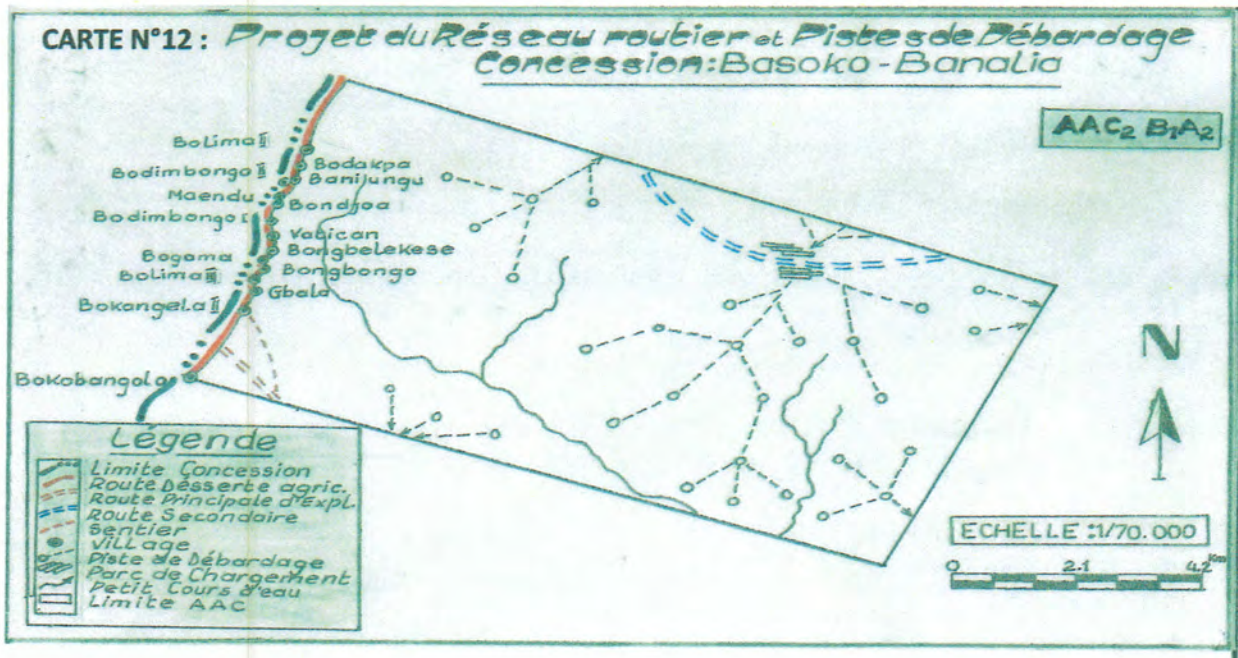 CARTE N°12 : Projet du Réseau routier et Pistes de Débardage
Concession: Basoko - Banalia
AAC2 B1A2
Bolima II
Bodimbongo II
Maendu
Bodimbongo I
Bogoma
Bolima III
Bokangela II
Bokobangola
Bodakpa
Banijungu
Bondjoa
Vatican
Bongbelekese
Bongbongo
Gbala
N
Légende
Limite Concession
Route Désserte agric.
Route Principale d'Expl.
Route Secondaire
Sentier
Village
Piste de Débardage
Parc de Chargement
Petit Cours d'eau
Limite AAC
ECHELLE :1/70.000
0 2.1 4.2 Km